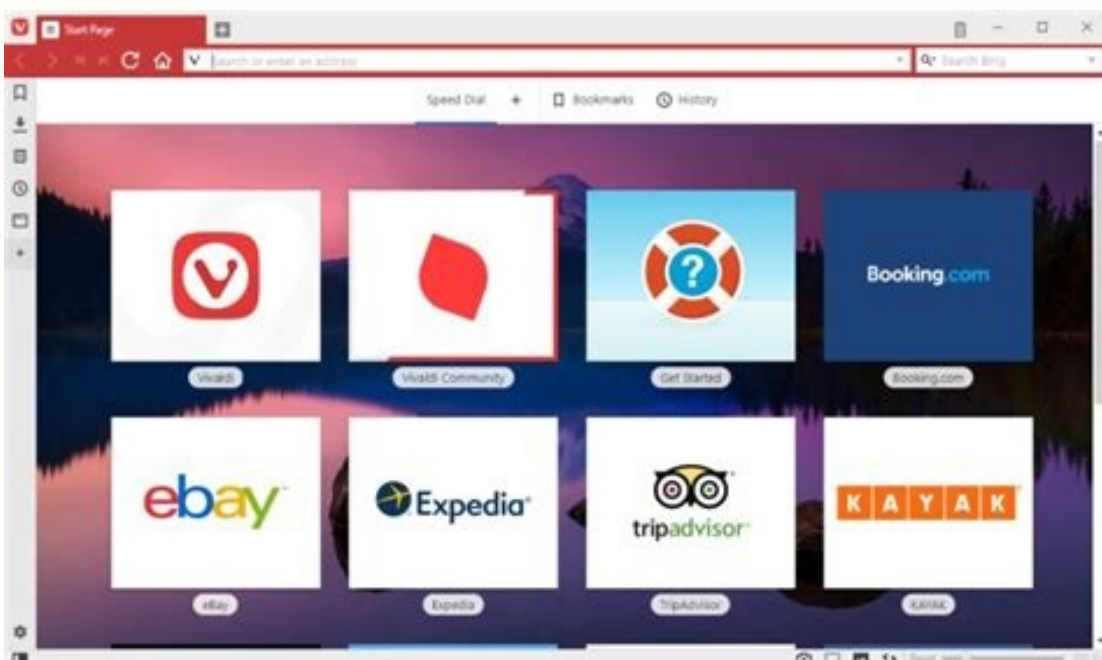 Start Page
Search or enter an address
Search Bing
Speed Dial + Bookmarks History
Booking.com
Vivaldi
Vivaldi Community
Get Started
Booking.com
ebay
Expedia
tripadvisor
KAYAK
eBay
Expedia
TripAdvisor
KAYAK